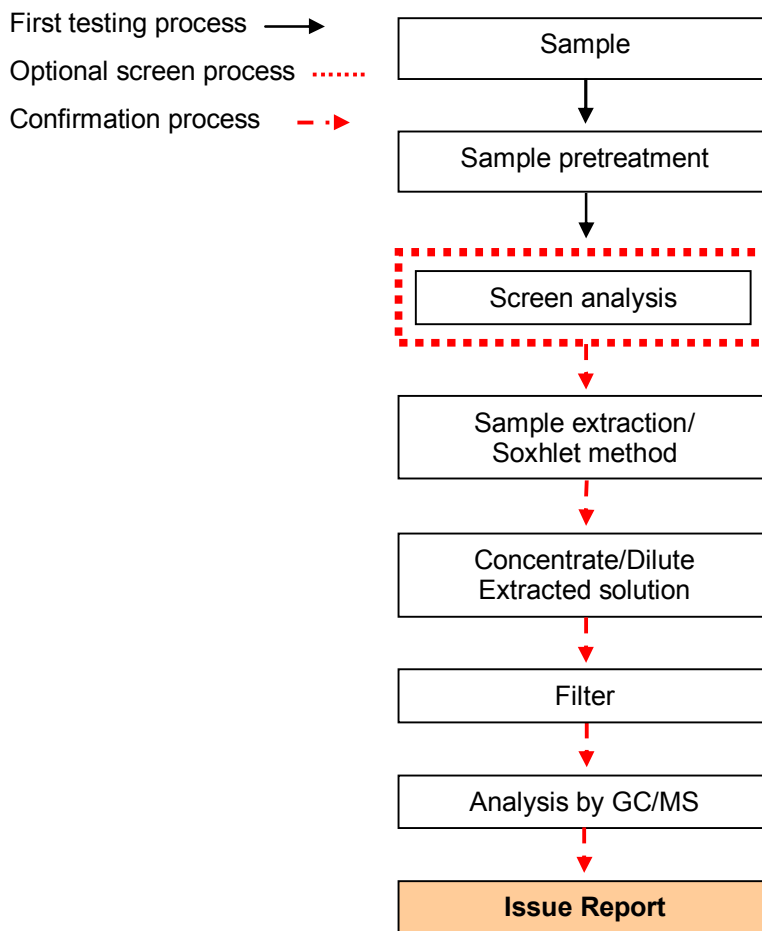 First testing process
Optional screen process
Confirmation process
Sample
Sample pretreatment
Screen analysis
Sample extraction/
Soxhlet method
Concentrate/Dilute
Extracted solution
Filter
Analysis by GC/MS
Issue Report